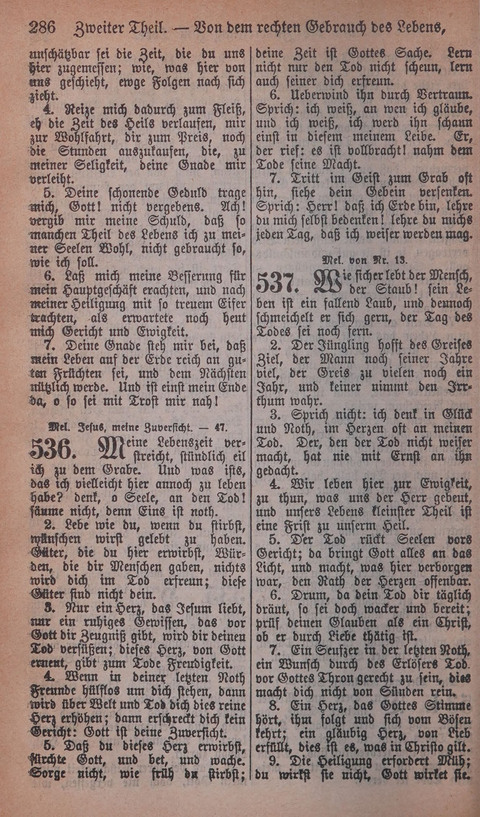 286 Zweiter Theil. — Von dem rechten Gebrauch des Lebens,
unschätzbar sei die Zeit, die du uns
hier zugemessen; wie, was hier von
uns geschieht, ewge Folgen nach sich
zieht.
4. Reize mich dadurch zum Fleiß,
eh die Zeit des Heils verlaufen, mir
zur Wohlfahrt, dir zum Preis, noch
die Stunden auszukaufen, die, zu
meiner Seligkeit, deine Gnade mir
verleiht.
5. Deine schonende Geduld trage
mich, Gott! nicht vergebens. Ach!
vergib mir meine Schuld, daß so
manchen Theil des Lebens ich zu mei-
ner Seelen Wohl, nicht gebraucht so,
wie ich soll.
6. Laß mich meine Besserung für
mein Hauptgeschäft erachten, und nach
meiner Heiligung mit so treuem Eifer
trachten, als erwartete noch heut
mich Gericht und Ewigkeit.
7. Deine Gnade steh mir bei, daß
mein Leben auf der Erde reich an gu-
ten Früchten sei, und dem Nächsten
nützlich werde. Und ist einst mein Ende
da, o so sei mit Trost mir nah!
Mel. Jesus, meine Zuversicht. — 47.
536. Meine Lebenszeit ver-
streicht, stündlich eil
ich zu dem Grabe. Und was ists,
das ich vielleicht hier annoch zu leben
habe? denk, o Seele, an den Tod!
säume nicht, denn Eins ist noth.
2. Lebe wie du, wenn du stirbst,
wünschen wirst gelebt zu haben.
Güter, die du hier erwirbst, Wür-
den, die dir Menschen gaben, nichts
wird dich im Tod erfreun; diese
Güter sind nicht dein.
3. Nur ein Herz, das Jesum liebt,
nur ein ruhiges Gewissen, das vor
Gott dir Zeugniß gibt, wird dir deinen
Tod versüßen; dieses Herz, von Gott
erneut, gibt zum Tode Freudigkeit.
4. Wenn in deiner letzten Noth
Freunde hülflos um dich stehen, dann
wird über Welt und Tod dich dies reine
Herz erhöhen; dann erschreckt dich kein
Gericht: Gott ist deine Zuversicht.
5. Daß du dieses Herz erwirbst,
fürchte Gott, und bet, und wache.
Sorge nicht, wie früh du stirbst;
deine Zeit ist Gottes Sache. Lern
nicht nur den Tod nicht scheun, lern
auch seiner dich erfreun.
6. Ueberwind ihn durch Vertraun.
Sprich: ich weiß, an wen ich gläube,
und ich weiß, ich werd ihn schaun
einst in diesem meinem Leibe. Er,
der rief: es ist vollbracht! nahm dem
Tode seine Macht.
7. Tritt im Geist zum Grab oft
hin, siehe dein Gebein versenken.
Sprich: Herr! daß ich Erde bin, lehre
du mich selbst bedenken! lehre du michs
jeden Tag, daß ich weiser werden mag.
Mel. von Nr. 13.
537. Wie sicher lebt der Mensch,
der Staub! sein Le-
ben ist ein fallend Laub, und dennoch
schmeichelt er sich gern, der Tag des
Todes sei noch fern.
2. Der Jüngling hofft des Greises
Ziel, der Mann noch seiner Jahre
viel, der Greis zu vielen noch ein
Jahr, und keiner nimmt den Irr-
thum wahr.
3. Sprich nicht: ich denk in Glück
und Noth, im Herzen oft an meinen
Tod. Der, den der Tod nicht weiser
macht, hat nie mit Ernst an ihn
gedacht.
4. Wir leben hier zur Ewigkeit,
zu thun, was uns der Herr gebeut,
und unsers Lebens kleinster Theil ist
eine Frist zu unserm Heil.
5. Der Tod rückt Seelen vors
Gericht; da bringt Gott alles an das
Licht, und macht, was hier verborgen
war, den Rath der Herzen offenbar.
6. Drum, da dein Tod dir täglich
dräut, so sei doch wacker und bereit;
prüf deinen Glauben als ein Christ,
ob er durch Liebe thätig ist.
7. Ein Seufzer in der letzten Noth,
ein Wunsch durch des Erlösers Tod
vor Gottes Thron gerecht zu sein, dies
macht dich nicht von Sünden rein.
8. Ein Herz, das Gottes Stimme
hört, ihm folgt und sich vom Bösen
kehrt; ein gläubig Herz, von Lieb
erfüllt, dies ist es, was in Christo gilt.
9. Die Heiligung erfordert Müh;
du wirkst sie nicht, Gott wirket sie.